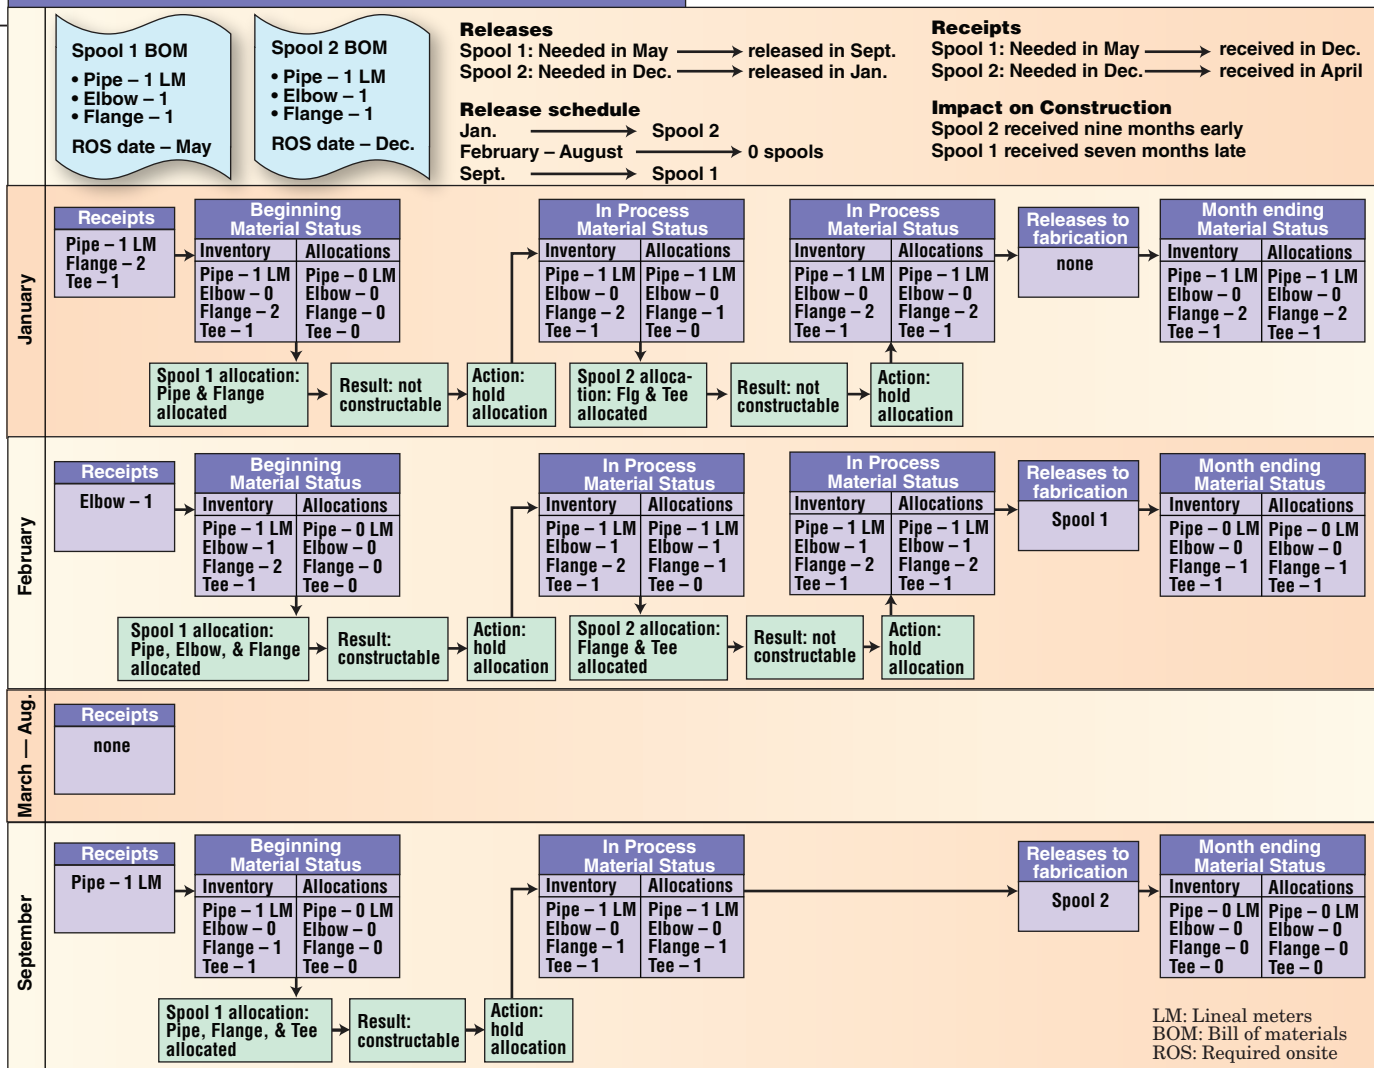 Spool 1 BOM
• Pipe – 1 LM
• Elbow – 1
• Flange – 1
ROS date – May
Spool 2 BOM
• Pipe – 1 LM
• Elbow – 1
• Flange – 1
ROS date – Dec.
Releases
Spool 1: Needed in May → released in Sept.
Spool 2: Needed in Dec. → released in Jan.
Release schedule
Jan. → Spool 2
February – August → 0 spools
Sept. → Spool 1
Receipts
Spool 1: Needed in May → received in Dec.
Spool 2: Needed in Dec. → received in April
Impact on Construction
Spool 2 received nine months early
Spool 1 received seven months late
January
Receipts
Pipe – 1 LM
Flange – 2
Tee – 1
Beginning
Material Status
Inventory Allocations
Pipe – 1 LM Pipe – 0 LM
Elbow – 0 Elbow – 0
Flange – 2 Flange – 0
Tee – 1 Tee – 0
Spool 1 allocation:
Pipe & Flange
allocated
Result: not
constructable
Action:
hold
allocation
In Process
Material Status
Inventory Allocations
Pipe – 1 LM Pipe – 1 LM
Elbow – 0 Elbow – 0
Flange – 2 Flange – 1
Tee – 1 Tee – 0
Spool 2 alloca-
tion: Flg & Tee
allocated
Result: not
constructable
Action:
hold
allocation
In Process
Material Status
Inventory Allocations
Pipe – 1 LM Pipe – 1 LM
Elbow – 0 Elbow – 0
Flange – 2 Flange – 2
Tee – 1 Tee – 1
Releases to
fabrication
none
Month ending
Material Status
Inventory Allocations
Pipe – 1 LM Pipe – 1 LM
Elbow – 0 Elbow – 0
Flange – 2 Flange – 2
Tee – 1 Tee – 1
February
Receipts
Elbow – 1
Beginning
Material Status
Inventory Allocations
Pipe – 1 LM Pipe – 0 LM
Elbow – 1 Elbow – 0
Flange – 2 Flange – 0
Tee – 1 Tee – 0
Spool 1 allocation:
Pipe, Elbow, & Flange
allocated
Result:
constructable
Action:
hold
allocation
In Process
Material Status
Inventory Allocations
Pipe – 1 LM Pipe – 1 LM
Elbow – 1 Elbow – 1
Flange – 2 Flange – 1
Tee – 1 Tee – 0
Spool 2 allocation:
Flange & Tee
allocated
Result: not
constructable
Action:
hold
allocation
In Process
Material Status
Inventory Allocations
Pipe – 1 LM Pipe – 1 LM
Elbow – 1 Elbow – 1
Flange – 2 Flange – 2
Tee – 1 Tee – 1
Releases to
fabrication
Spool 1
Month ending
Material Status
Inventory Allocations
Pipe – 0 LM Pipe – 0 LM
Elbow – 0 Elbow – 0
Flange – 1 Flange – 1
Tee – 1 Tee – 1
March — Aug.
Receipts
none
September
Receipts
Pipe – 1 LM
Beginning
Material Status
Inventory Allocations
Pipe – 1 LM Pipe – 0 LM
Elbow – 0 Elbow – 0
Flange – 1 Flange – 0
Tee – 1 Tee – 0
Spool 1 allocation:
Pipe, Flange, & Tee
allocated
Result:
constructable
Action:
hold
allocation
In Process
Material Status
Inventory Allocations
Pipe – 1 LM Pipe – 1 LM
Elbow – 0 Elbow – 0
Flange – 1 Flange – 1
Tee – 1 Tee – 1
Releases to
fabrication
Spool 2
Month ending
Material Status
Inventory Allocations
Pipe – 0 LM Pipe – 0 LM
Elbow – 0 Elbow – 0
Flange – 0 Flange – 0
Tee – 0 Tee – 0
LM: Lineal meters
BOM: Bill of materials
ROS: Required onsite